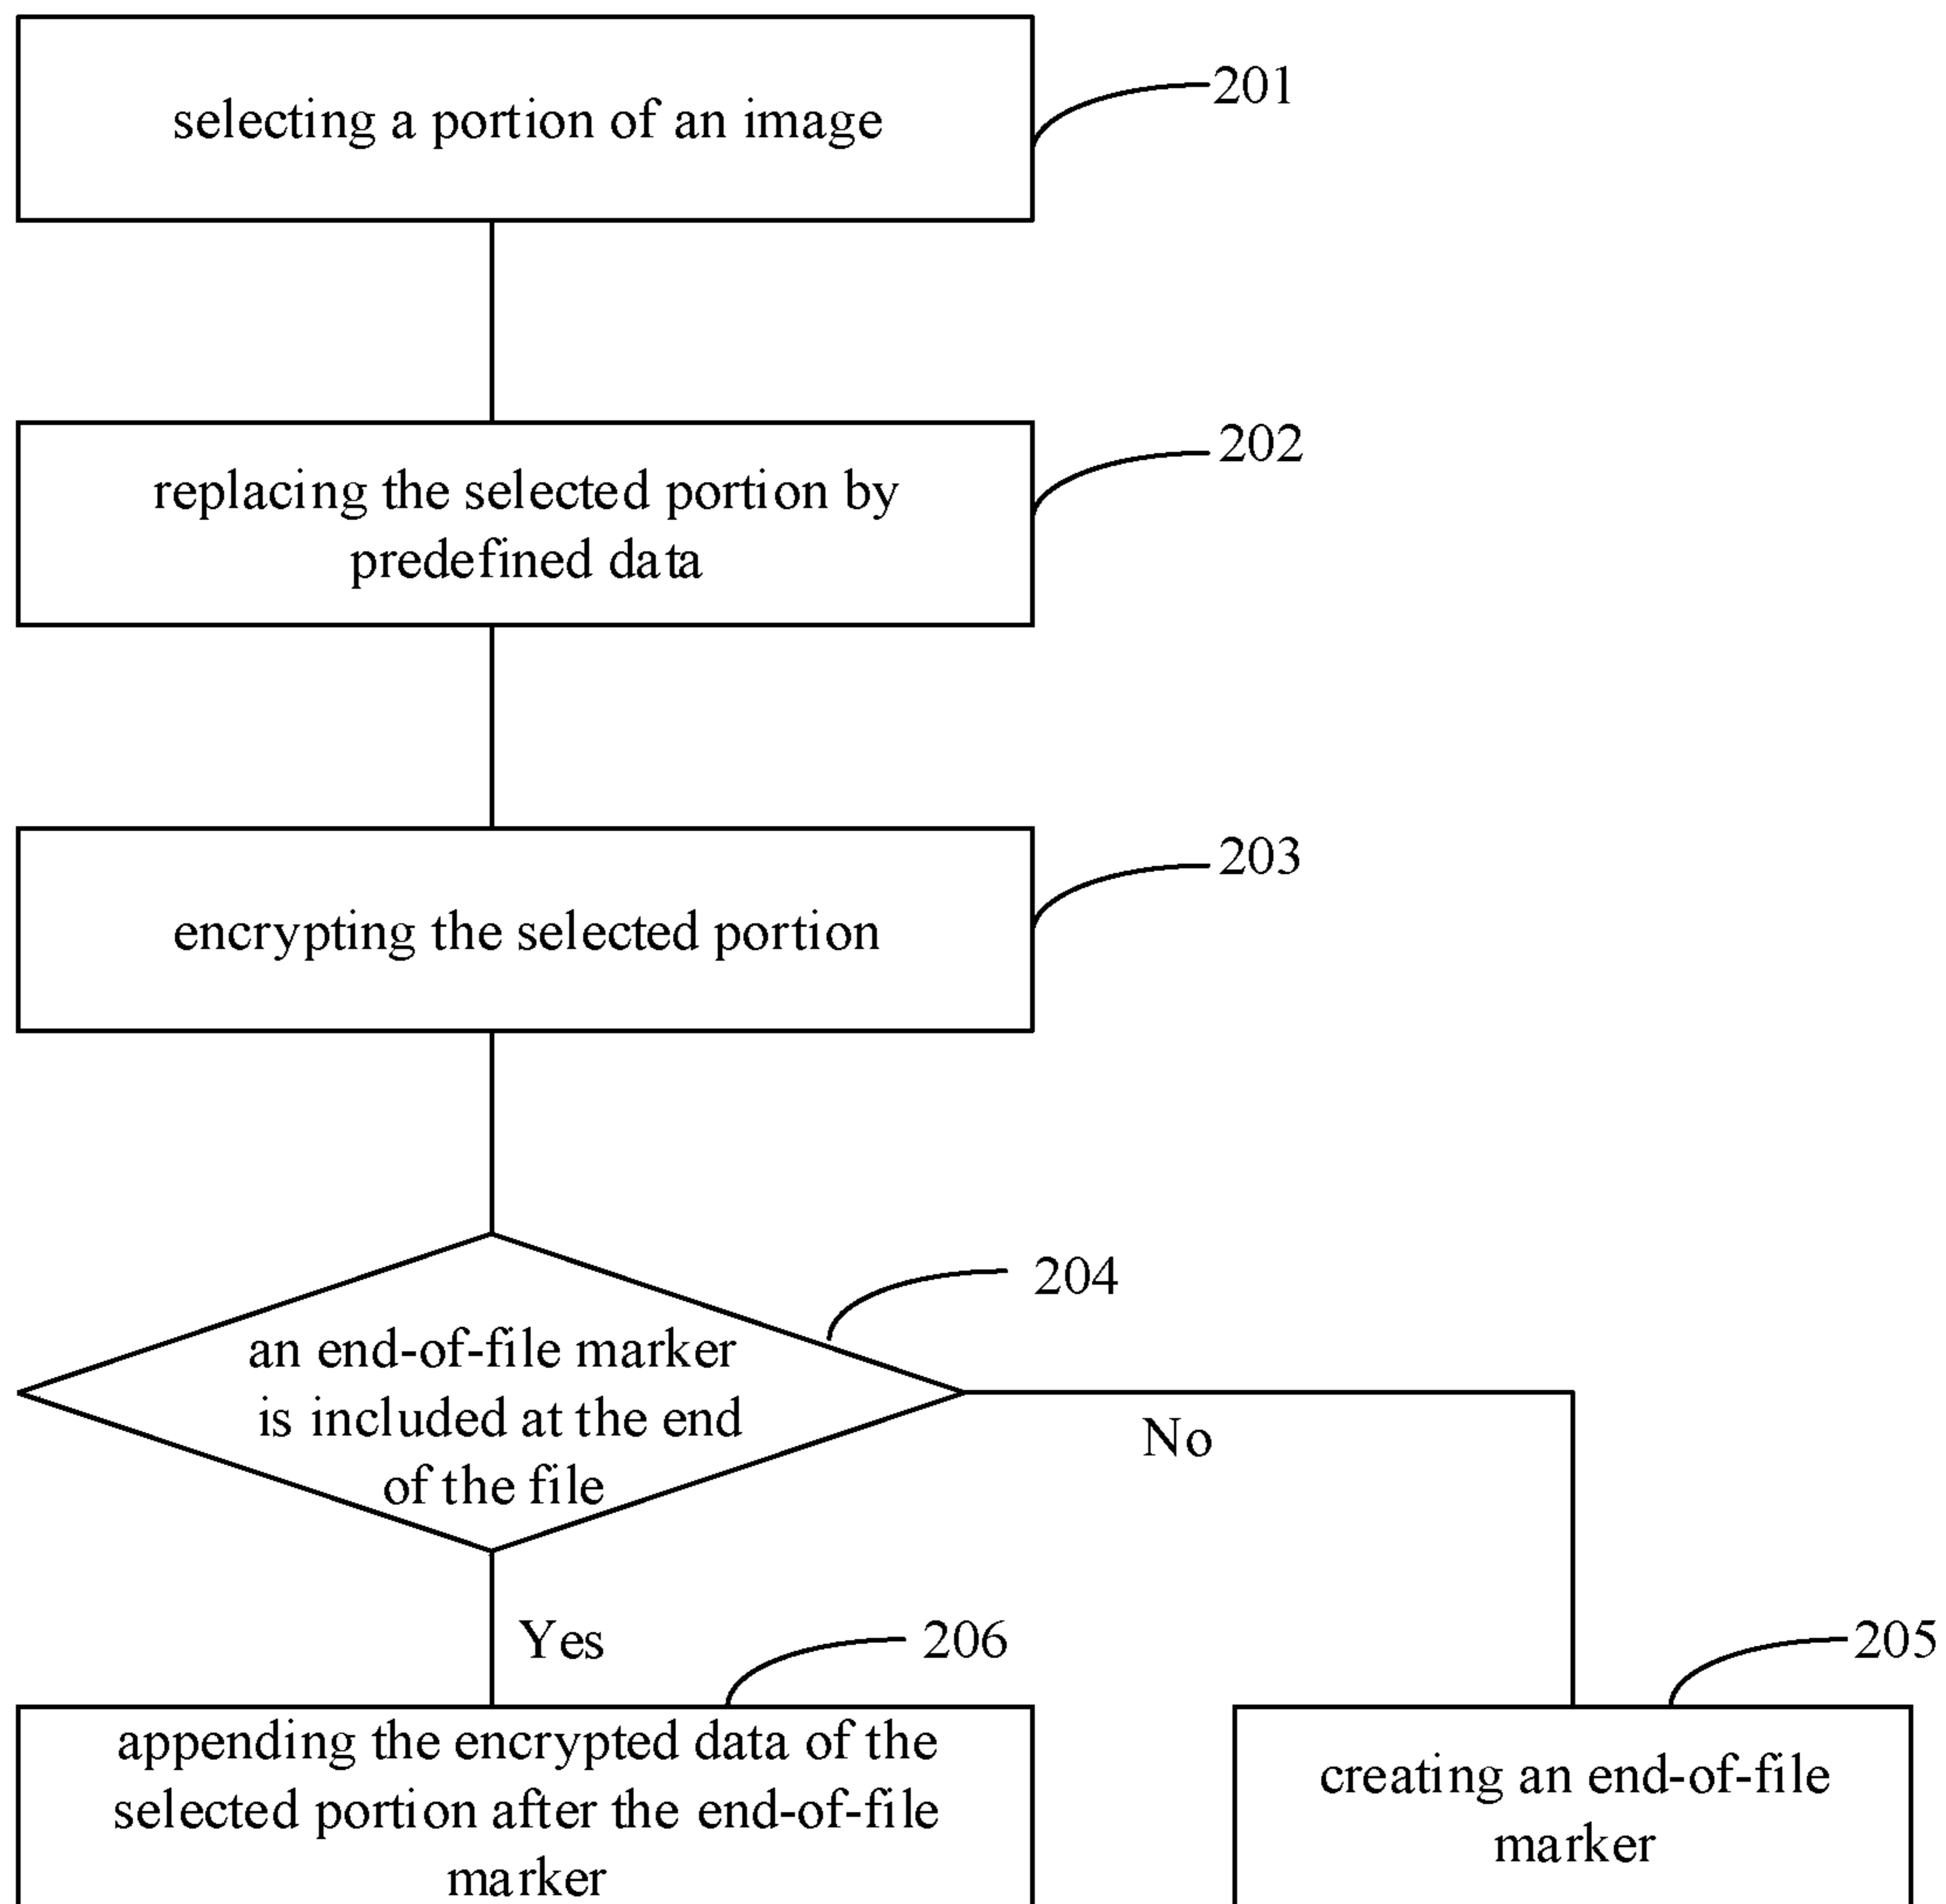 selecting a portion of an image
201
replacing the selected portion by
predefined data
202
encrypting the selected portion
203
an end-of-file marker
is included at the end
of the file
204
No
Yes
206
205
appending the encrypted data of the
selected portion after the end-of-file
marker
creating an end-of-file
marker